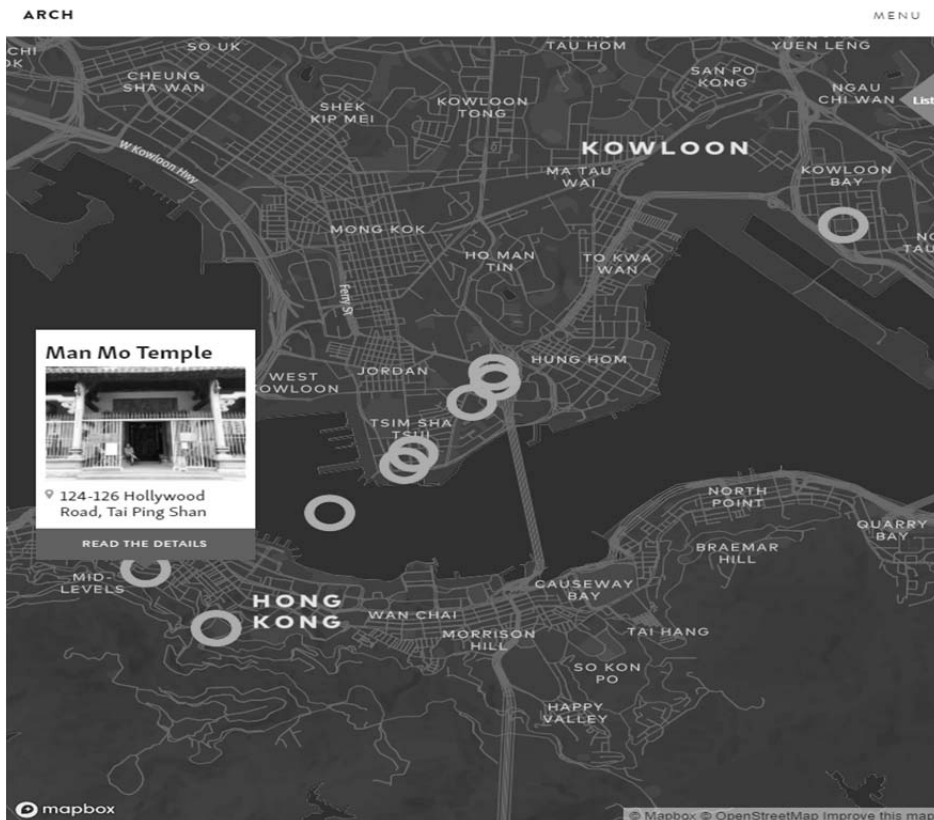 ARCH
MENU
SO UK
TAU HOM
YUEN LENG
CHEUNG
SHA WAN
SHEK
KIP MEI
KOWLOON
TONG
SAN PO
KONG
NGAU
CHI WAN
List
W Kowloon Hwy
KOWLOON
MA TAU
WAI
KOWLOON
BAY
MONG KOK
HO MAN
TIN
TO KWA
WAN
Ferry St
Man Mo Temple
WEST
KOWLOON
JORDAN
HUNG HOM
TSIM SHA
TSUI
124-126 Hollywood
Road, Tai Ping Shan
READ THE DETAILS
NORTH
POINT
QUARRY
BAY
BRAEMAR
HILL
MID-
LEVELS
HONG
KONG
WAN CHAI
CAUSEWAY
BAY
MORRISON
HILL
TAI HANG
SO KON
PO
HAPPY
VALLEY
mapbox
© Mapbox © OpenStreetMap Improve this map